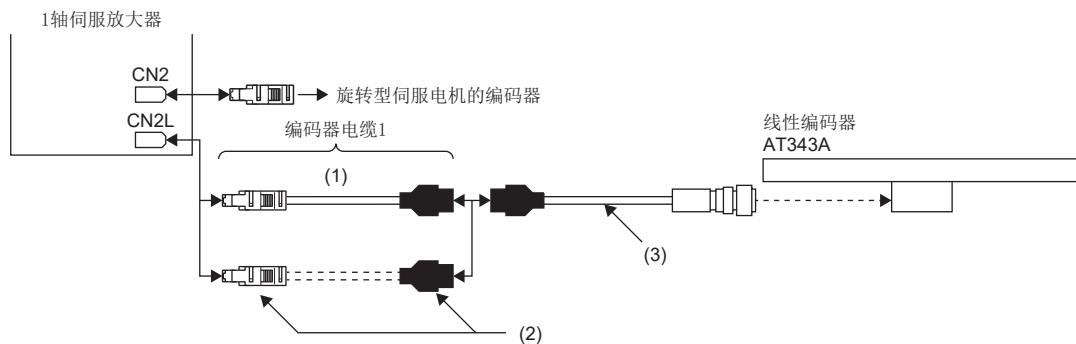 1轴伺服放大器
CN2
旋转型伺服电机的编码器
CN2L
编码器电缆1
线性编码器
AT343A
(1)
(3)
(2)